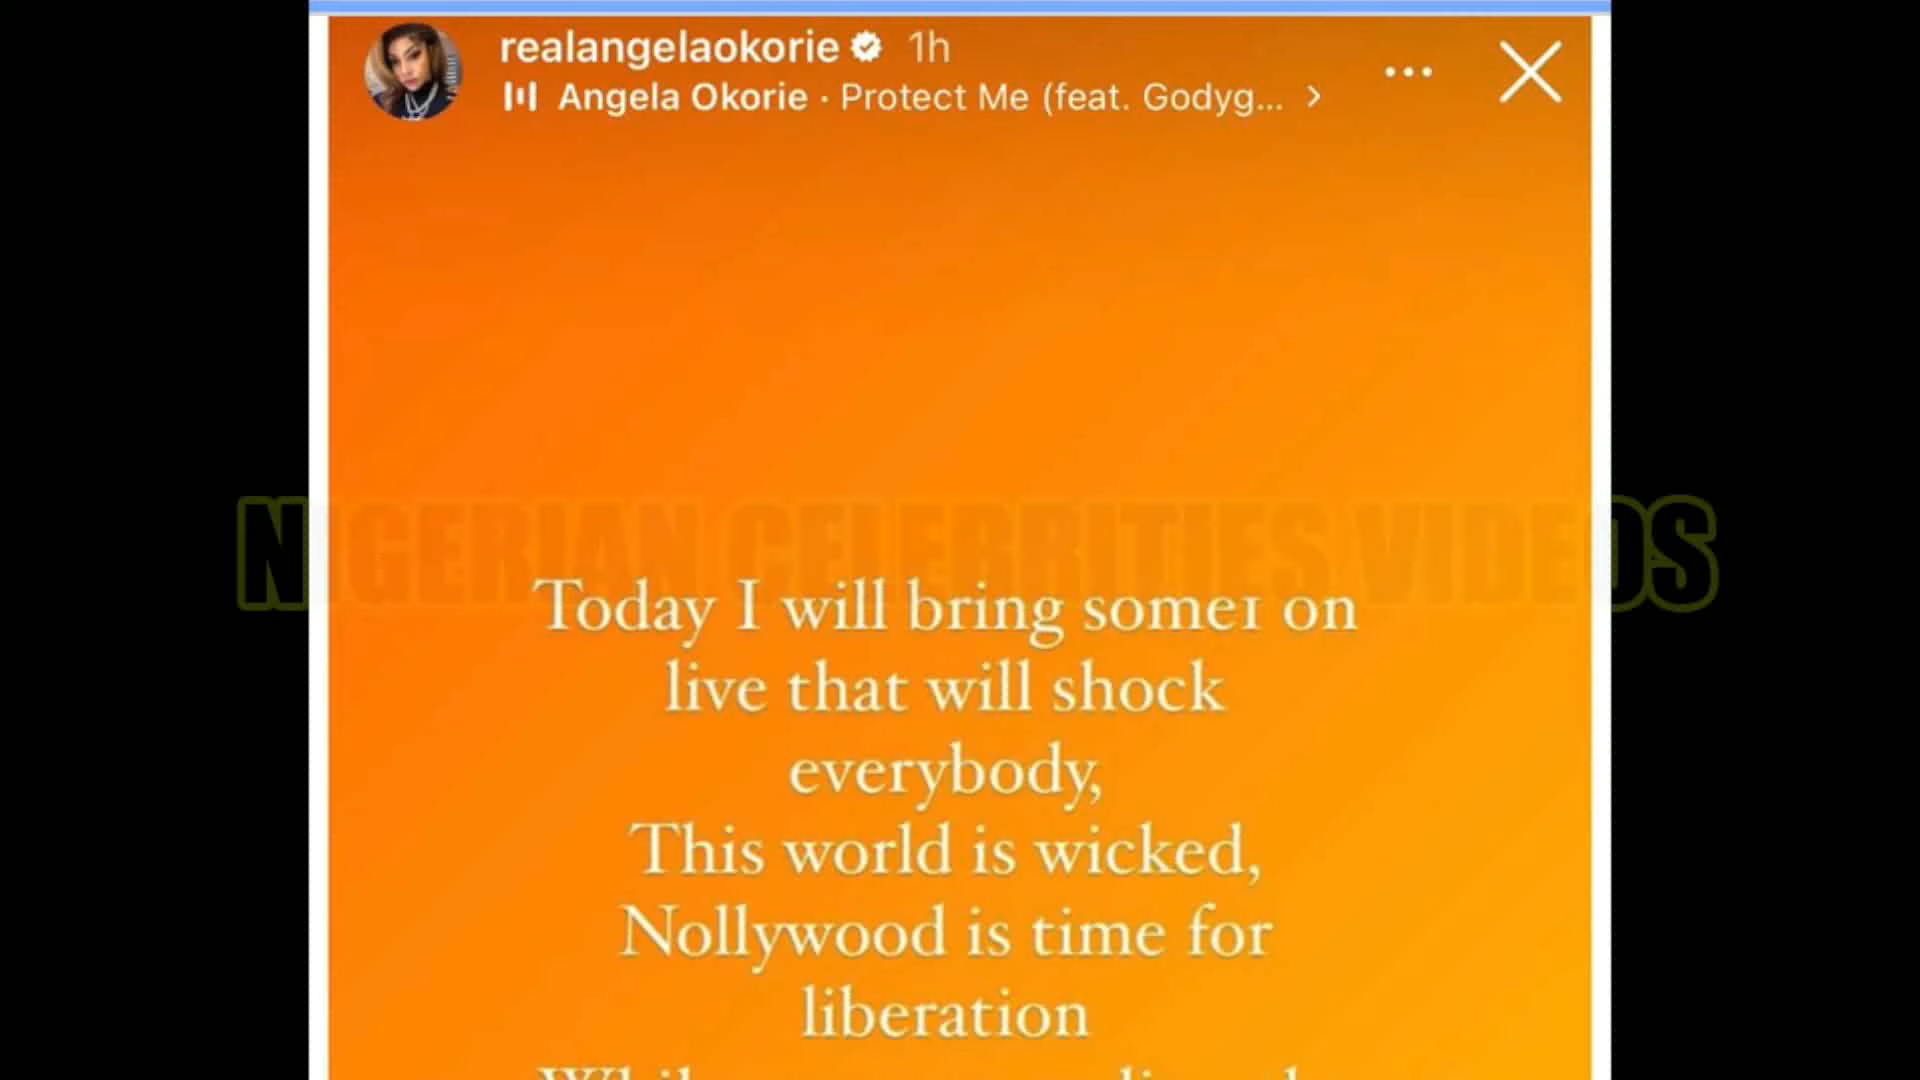 realangelaokorie 1h
Angela Okorie · Protect Me (feat. Godyg...
NIGERIAN CELEBRITIES VIDEOS
Today I will bring some1 on
live that will shock
everybody,
This world is wicked,
Nollywood is time for
liberation